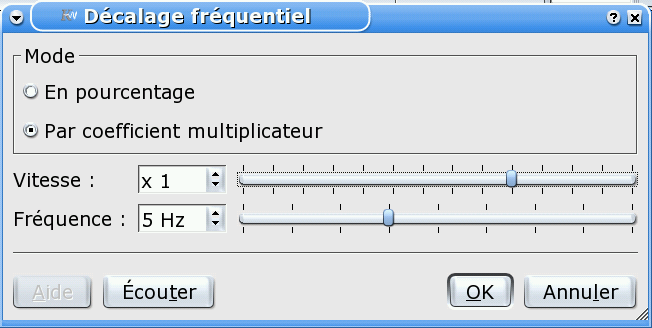 Décalage fréquentiel
Mode
En pourcentage
Par coefficient multiplicateur
Vitesse : x 1
Fréquence : 5 Hz
Aide Écouter OK Annuler